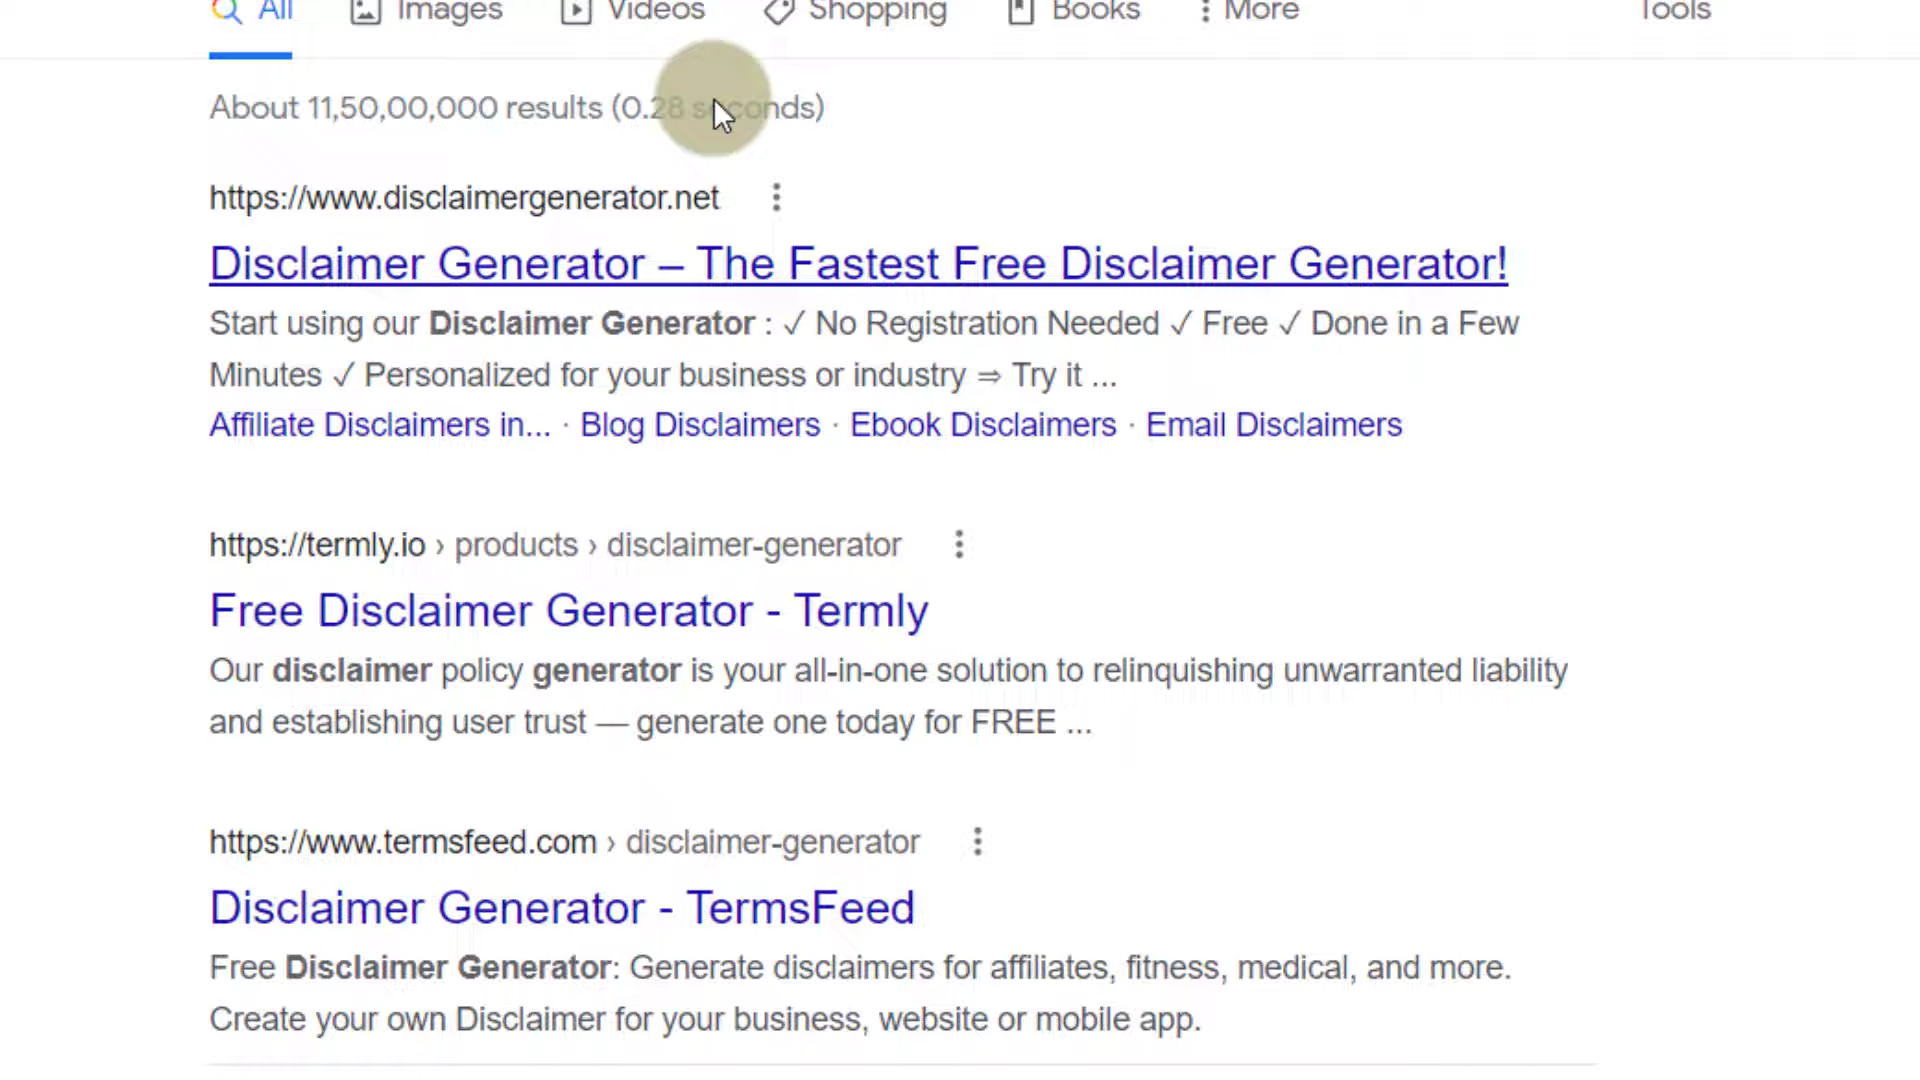 All Images Videos Shopping Books More Tools
About 11,50,00,000 results (0.28 seconds)
https://www.disclaimergenerator.net
Disclaimer Generator – The Fastest Free Disclaimer Generator!
Start using our Disclaimer Generator : ✓ No Registration Needed ✓ Free ✓ Done in a Few
Minutes ✓ Personalized for your business or industry ⇒ Try it ...
Affiliate Disclaimers in... · Blog Disclaimers · Ebook Disclaimers · Email Disclaimers
https://termly.io › products › disclaimer-generator
Free Disclaimer Generator - Termly
Our disclaimer policy generator is your all-in-one solution to relinquishing unwarranted liability
and establishing user trust — generate one today for FREE ...
https://www.termsfeed.com › disclaimer-generator
Disclaimer Generator - TermsFeed
Free Disclaimer Generator: Generate disclaimers for affiliates, fitness, medical, and more.
Create your own Disclaimer for your business, website or mobile app.